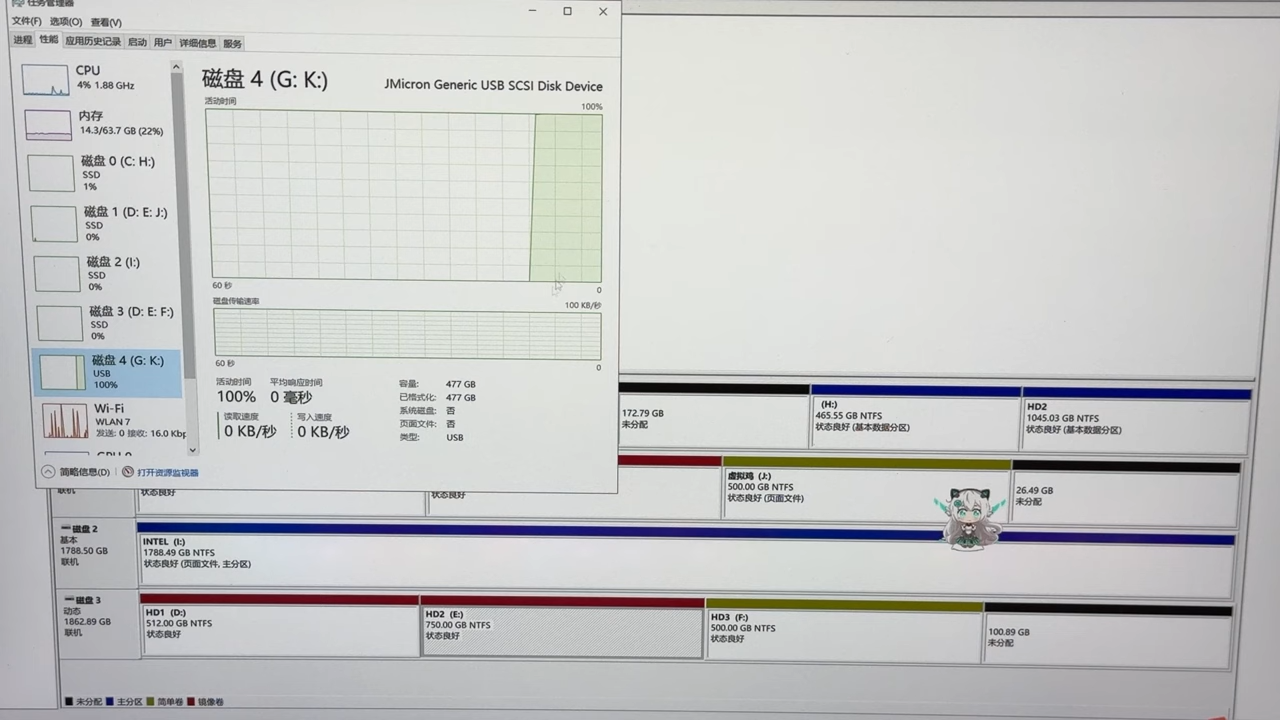 任务管理器
文件(F) 选项(O) 查看(V)
进程 性能 应用历史记录 启动 用户 详细信息 服务
CPU
4% 1.88 GHz
内存
14.3/63.7 GB (22%)
磁盘 0 (C: H:)
SSD
1%
磁盘 1 (D: E: J:)
SSD
0%
磁盘 2 (I:)
SSD
0%
磁盘 3 (D: E: F:)
SSD
0%
磁盘 4 (G: K:)
USB
100%
Wi-Fi
WLAN 7
发送: 0 接收: 16.0 Kbp
磁盘 4 (G: K:)
JMicron Generic USB SCSI Disk Device
活动时间
100%
60 秒
0
磁盘传输速率
100 KB/秒
60 秒
0
活动时间
100%
平均响应时间
0 毫秒
读取速度
0 KB/秒
写入速度
0 KB/秒
容量: 477 GB
已格式化: 477 GB
系统磁盘: 否
页面文件: 否
类型: USB
简略信息(D)
打开资源监视器
172.79 GB
未分配
(H:)
465.55 GB NTFS
状态良好 (基本数据分区)
HD2
1045.03 GB NTFS
状态良好 (基本数据分区)
联机
状态良好
状态良好
虚拟鸡 (J:)
500.00 GB NTFS
状态良好 (页面文件)
26.49 GB
未分配
磁盘 2
基本
1788.50 GB
联机
INTEL (I:)
1788.49 GB NTFS
状态良好 (页面文件, 主分区)
磁盘 3
动态
1862.89 GB
联机
HD1 (D:)
512.00 GB NTFS
状态良好
HD2 (E:)
750.00 GB NTFS
状态良好
HD3 (F:)
500.00 GB NTFS
状态良好
100.89 GB
未分配
未分配 主分区 简单卷 镜像卷